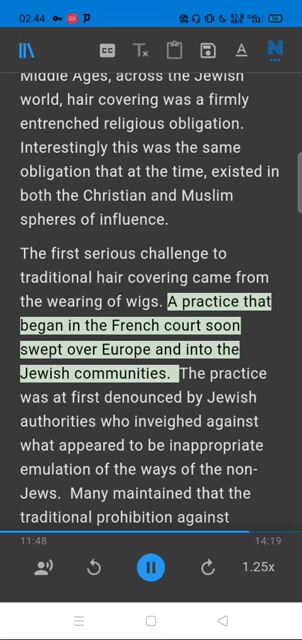 02.44
41.0
KB/s
CC
Middle Ages, across the Jewish
world, hair covering was a firmly
entrenched religious obligation.
Interestingly this was the same
obligation that at the time, existed in
both the Christian and Muslim
spheres of influence.
The first serious challenge to
traditional hair covering came from
the wearing of wigs. A practice that
began in the French court soon
swept over Europe and into the
Jewish communities. The practice
was at first denounced by Jewish
authorities who inveighed against
what appeared to be inappropriate
emulation of the ways of the non-
Jews. Many maintained that the
traditional prohibition against
11:48 14:19
1.25x